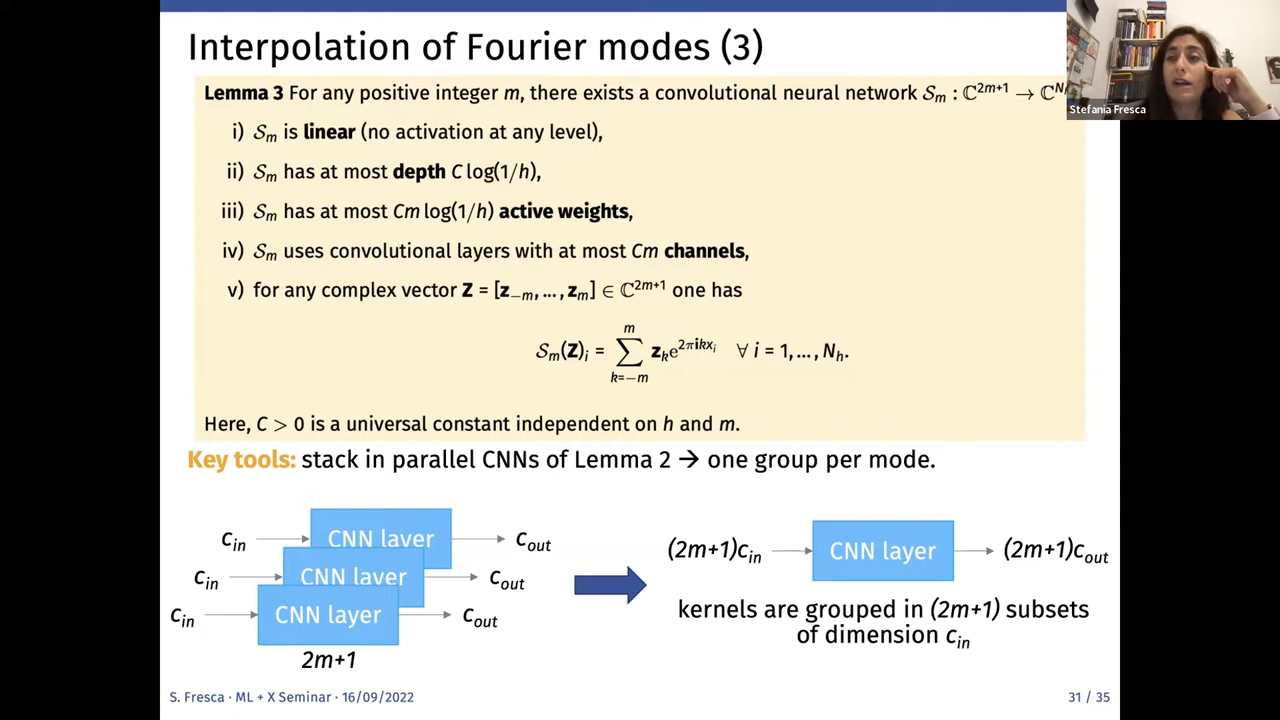 Interpolation of Fourier modes (3)
Lemma 3 For any positive integer m, there exists a convolutional neural network 𝒮ₘ : ℂ²ᵐ⁺¹ → ℂᴺ
i) 𝒮ₘ is linear (no activation at any level),
ii) 𝒮ₘ has at most depth C log(1/h),
iii) 𝒮ₘ has at most Cm log(1/h) active weights,
iv) 𝒮ₘ uses convolutional layers with at most Cm channels,
v) for any complex vector Z = [z₋ₘ, ..., zₘ] ∈ ℂ²ᵐ⁺¹ one has
m
𝒮ₘ(Z)ᵢ = ∑ zₖe^{2πikxᵢ} ∀ i = 1, ..., Nₕ.
k=−m
Here, C > 0 is a universal constant independent on h and m.
Key tools: stack in parallel CNNs of Lemma 2 → one group per mode.
c_in CNN layer c_out
c_in CNN layer c_out
c_in CNN layer c_out
2m+1
(2m+1)c_in CNN layer (2m+1)c_out
kernels are grouped in (2m+1) subsets
of dimension c_in
S. Fresca · ML + X Seminar · 16/09/2022
31 / 35
Stefania Fresca